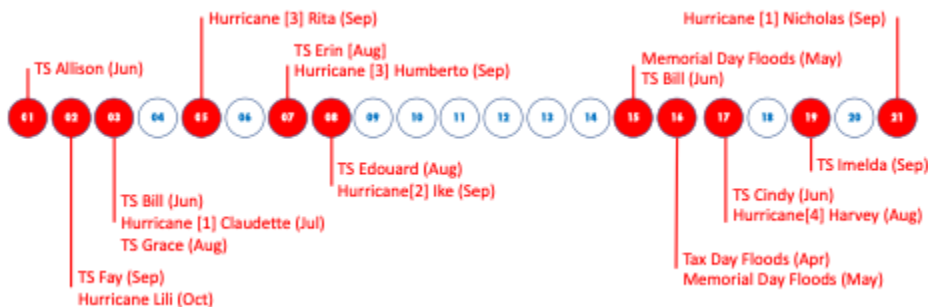 Hurricane [3] Rita (Sep)
Hurricane [1] Nicholas (Sep)
TS Erin [Aug]
Hurricane [3] Humberto (Sep)
Memorial Day Floods (May)
TS Bill (Jun)
TS Allison (Jun)
01 02 03 04 05 06 07 08 09 10 11 12 13 14 15 16 17 18 19 20 21
TS Edouard (Aug)
Hurricane[2] Ike (Sep)
TS Imelda (Sep)
TS Bill (Jun)
Hurricane [1] Claudette (Jul)
TS Grace (Aug)
TS Cindy (Jun)
Hurricane[4] Harvey (Aug)
TS Fay (Sep)
Hurricane Lili (Oct)
Tax Day Floods (Apr)
Memorial Day Floods (May)